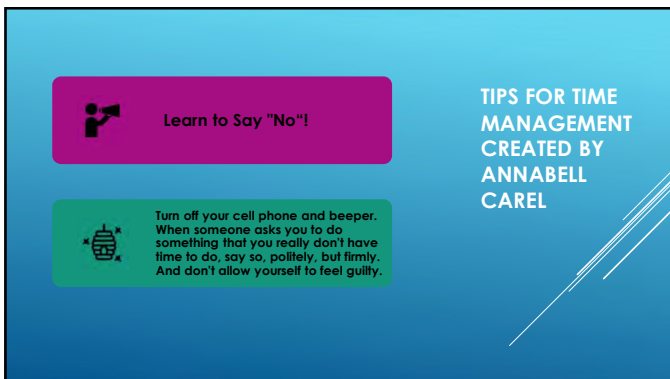 Learn to Say "No“!
Turn off your cell phone and beeper.
When someone asks you to do
something that you really don't have
time to do, say so, politely, but firmly.
And don't allow yourself to feel guilty.
TIPS FOR TIME
MANAGEMENT
CREATED BY
ANNABELL
CAREL